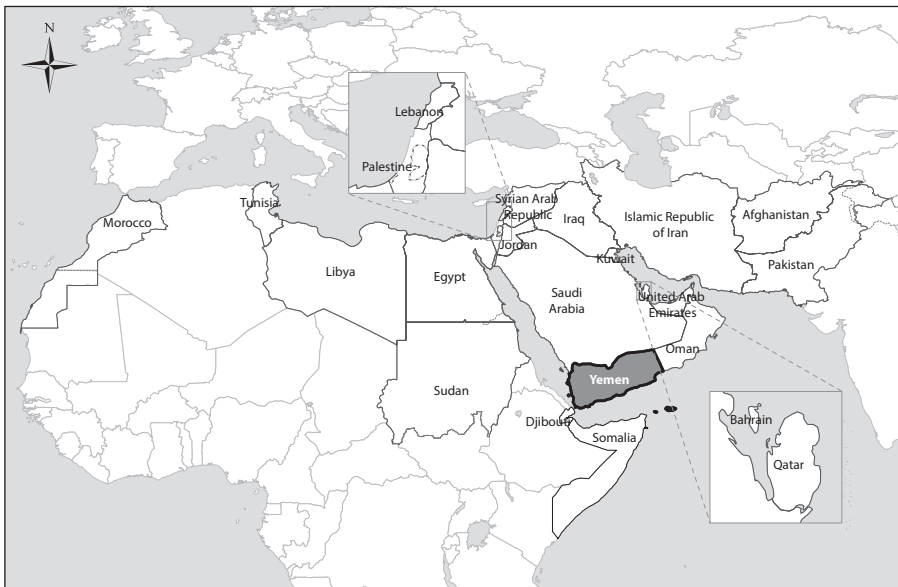 N
Lebanon
Palestine
Tunisia
Morocco
Syrian Arab
Republic
Iraq
Islamic Republic
of Iran
Afghanistan
Jordan
Kuwait
Pakistan
Libya
Egypt
Saudi
Arabia
United Arab
Emirates
Oman
Yemen
Sudan
Djibouti
Somalia
Bahrain
Qatar